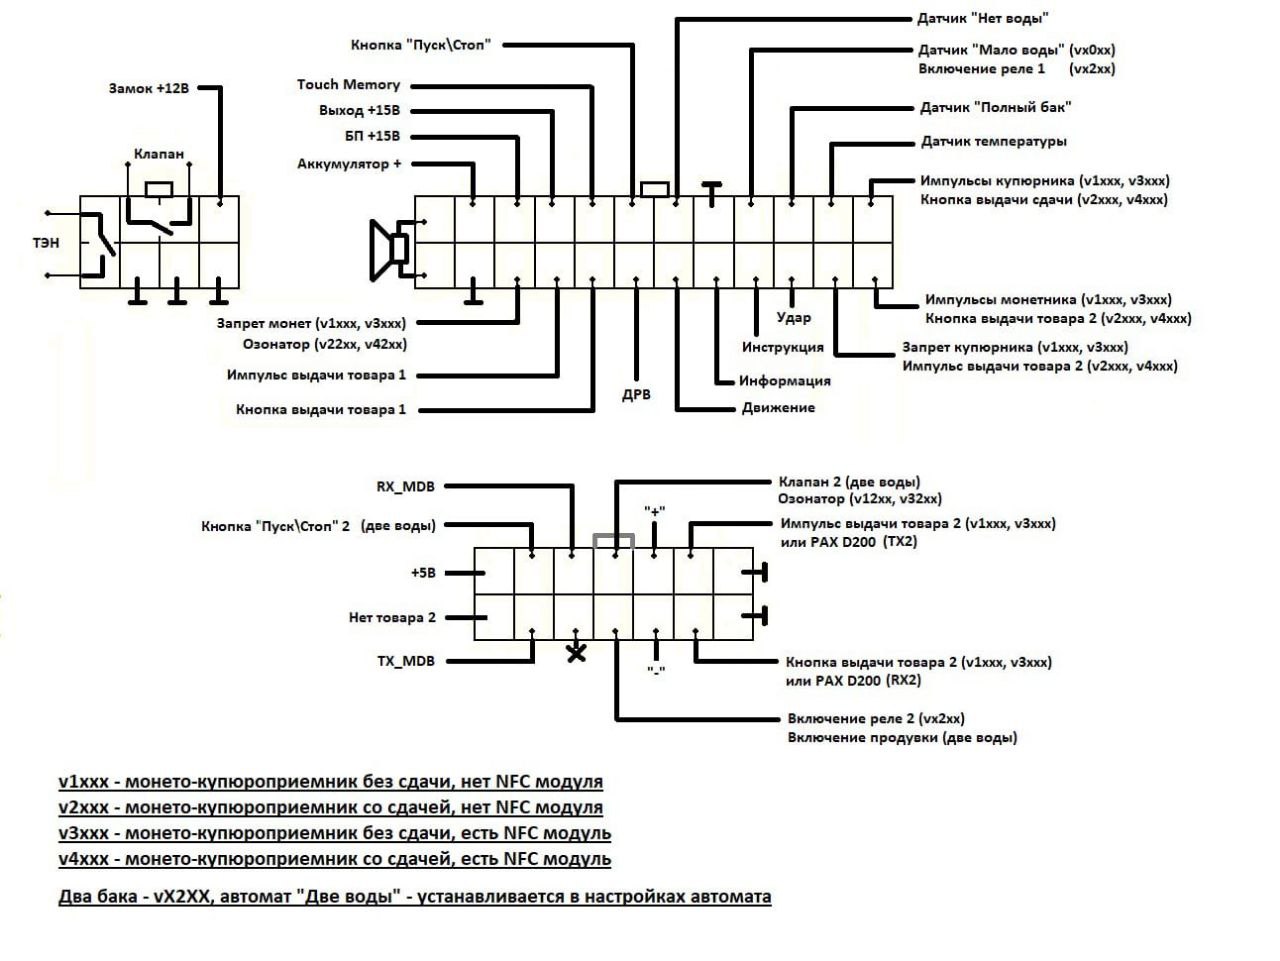 Датчик "Нет воды"
Кнопка "Пуск\Стоп"
Датчик "Мало воды" (vx0xx)
Включение реле 1 (vx2xx)
Замок +12В
Touch Memory
Выход +15В
Датчик "Полный бак"
БП +15В
Датчик температуры
Клапан
Аккумулятор +
Импульсы купюрника (v1xxx, v3xxx)
Кнопка выдачи сдачи (v2xxx, v4xxx)
ТЭН
Импульсы монетника (v1xxx, v3xxx)
Кнопка выдачи товара 2 (v2xxx, v4xxx)
Запрет монет (v1xxx, v3xxx)
Озонатор (v22xx, v42xx)
Удар
Инструкция
Запрет купюрника (v1xxx, v3xxx)
Импульс выдачи товара 2 (v2xxx, v4xxx)
Импульс выдачи товара 1
Информация
ДРВ
Кнопка выдачи товара 1
Движение
RX_MDB
Клапан 2 (две воды)
Озонатор (v12xx, v32xx)
"+"
Кнопка "Пуск\Стоп" 2 (две воды)
Импульс выдачи товара 2 (v1xxx, v3xxx)
или PAX D200 (TX2)
+5В
Нет товара 2
TX_MDB
"-"
Кнопка выдачи товара 2 (v1xxx, v3xxx)
или PAX D200 (RX2)
Включение реле 2 (vx2xx)
Включение продувки (две воды)
v1xxx - монето-купюроприемник без сдачи, нет NFC модуля
v2xxx - монето-купюроприемник со сдачей, нет NFC модуля
v3xxx - монето-купюроприемник без сдачи, есть NFC модуль
v4xxx - монето-купюроприемник со сдачей, есть NFC модуль
Два бака - vX2XX, автомат "Две воды" - устанавливается в настройках автомата